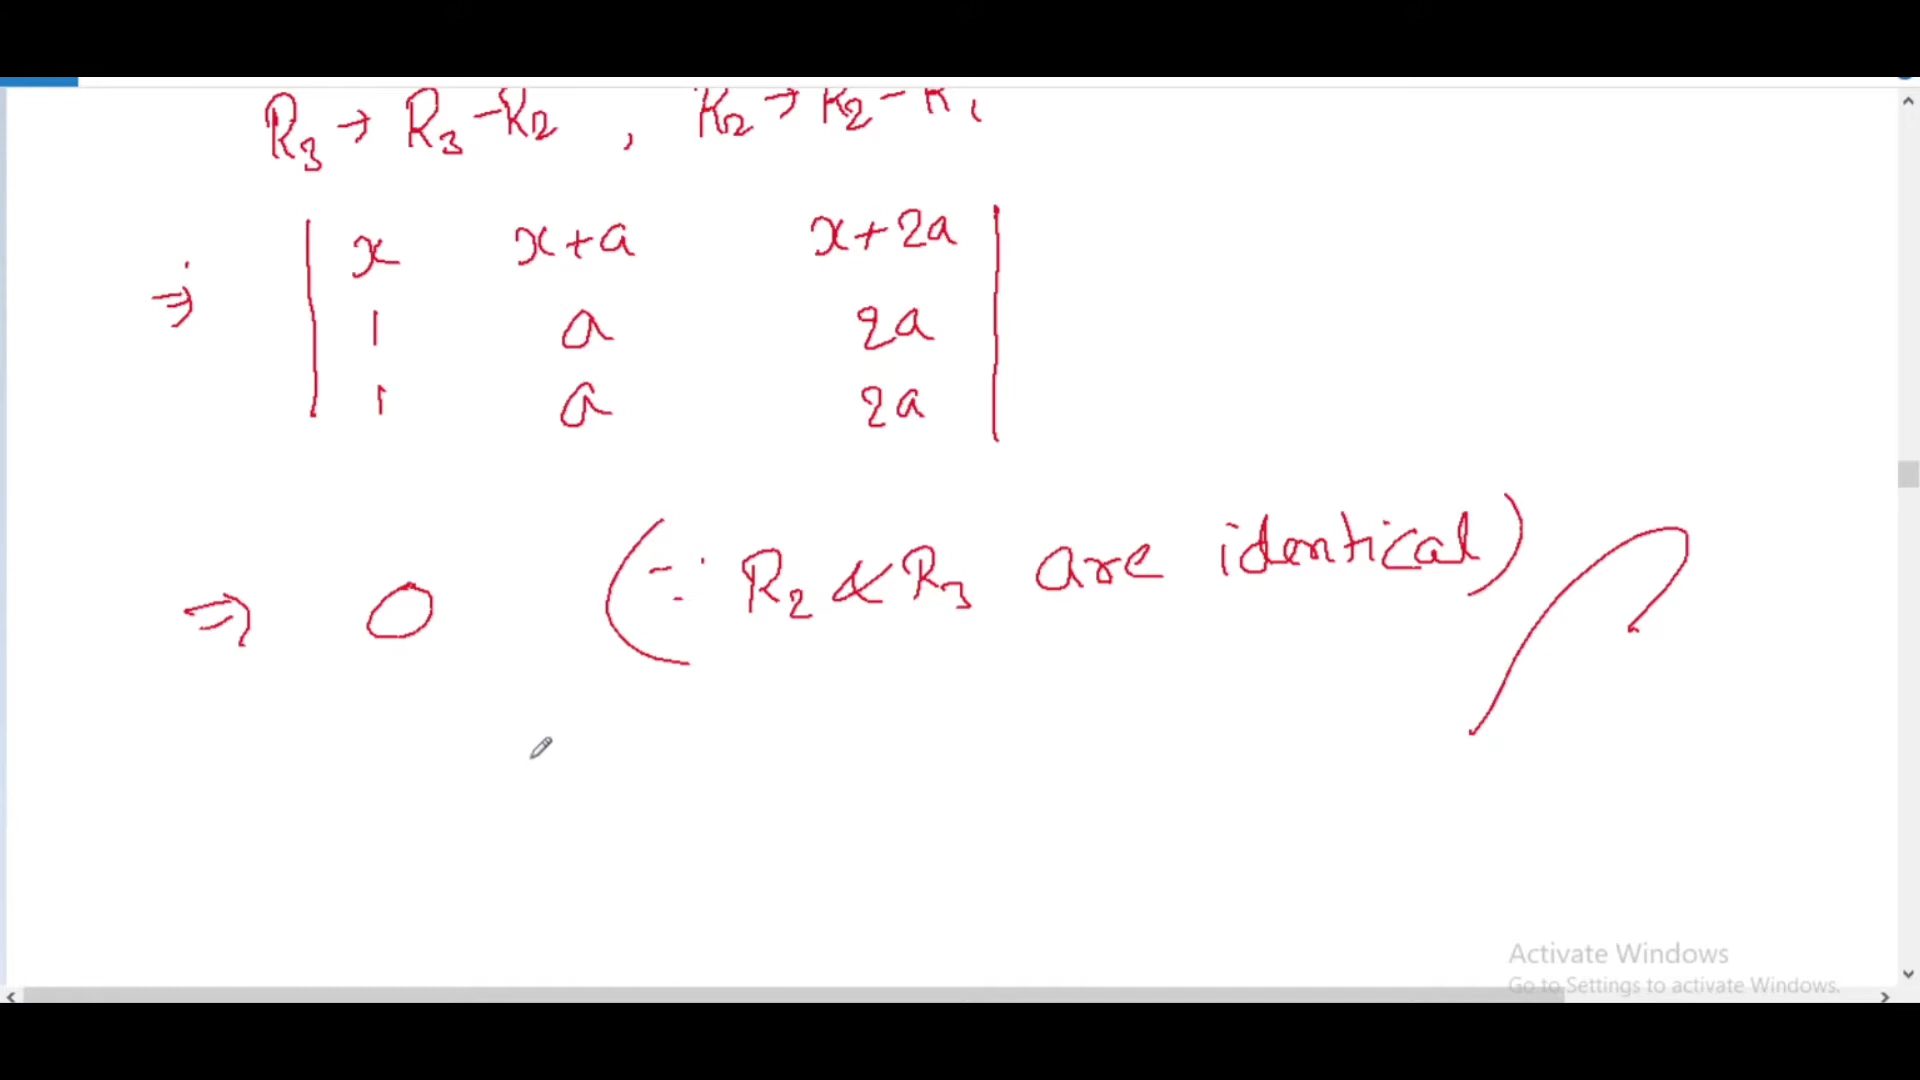 R₃ → R₃ - R₂ , R₂ → R₂ - R₁
⇒ | x x+a x+2a |
| 1 a 2a |
| 1 a 2a |
⇒ 0 (∵ R₂ & R₃ are identical)
Activate Windows
Go to Settings to activate Windows.